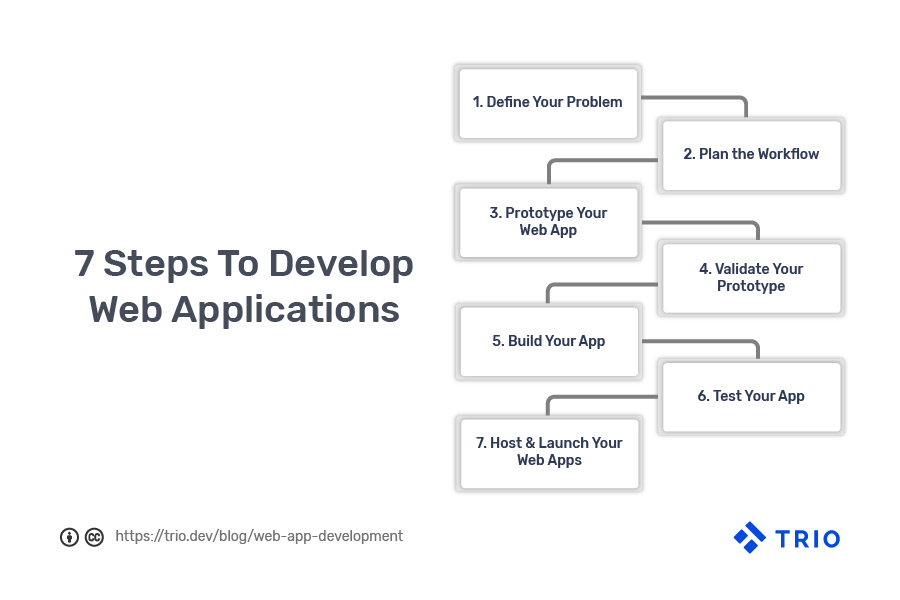 7 Steps To Develop
Web Applications
1. Define Your Problem
2. Plan the Workflow
3. Prototype Your
Web App
4. Validate Your
Prototype
5. Build Your App
6. Test Your App
7. Host & Launch Your
Web Apps
cc https://trio.dev/blog/web-app-development
TRIO